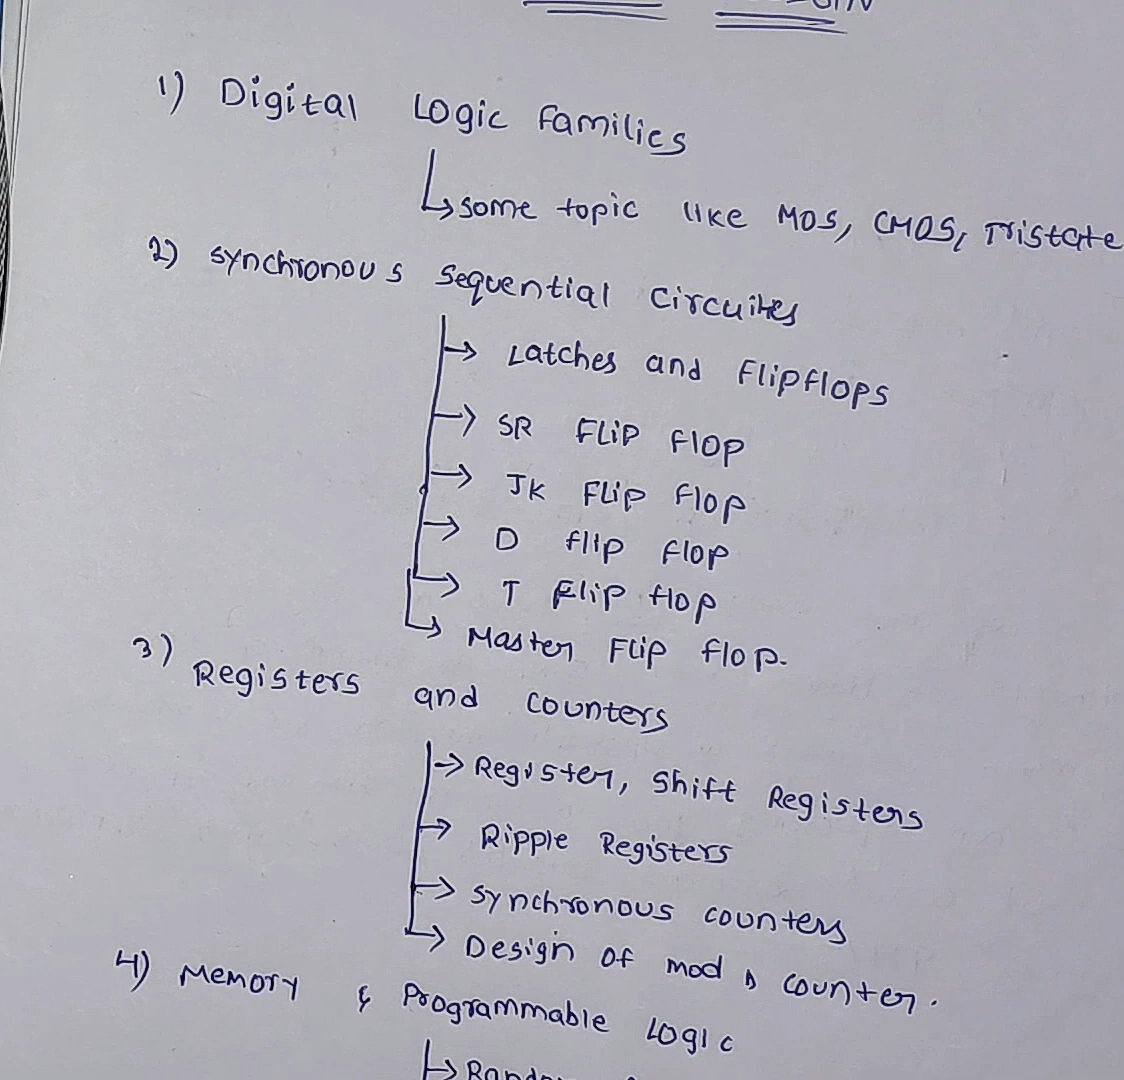 1) Digital Logic families
some topic like MOS, CMOS, Tristate
2) Synchronous Sequential Circuites
Latches and Flipflops
SR FLIP FLOP
JK FLIP FLOP
D flip flop
T Flip flop
Master Flip flop.
3) Registers and counters
Register, Shift Registers
Ripple Registers
Synchronous counters
Design of mod counter.
4) Memory & Programmable Logic